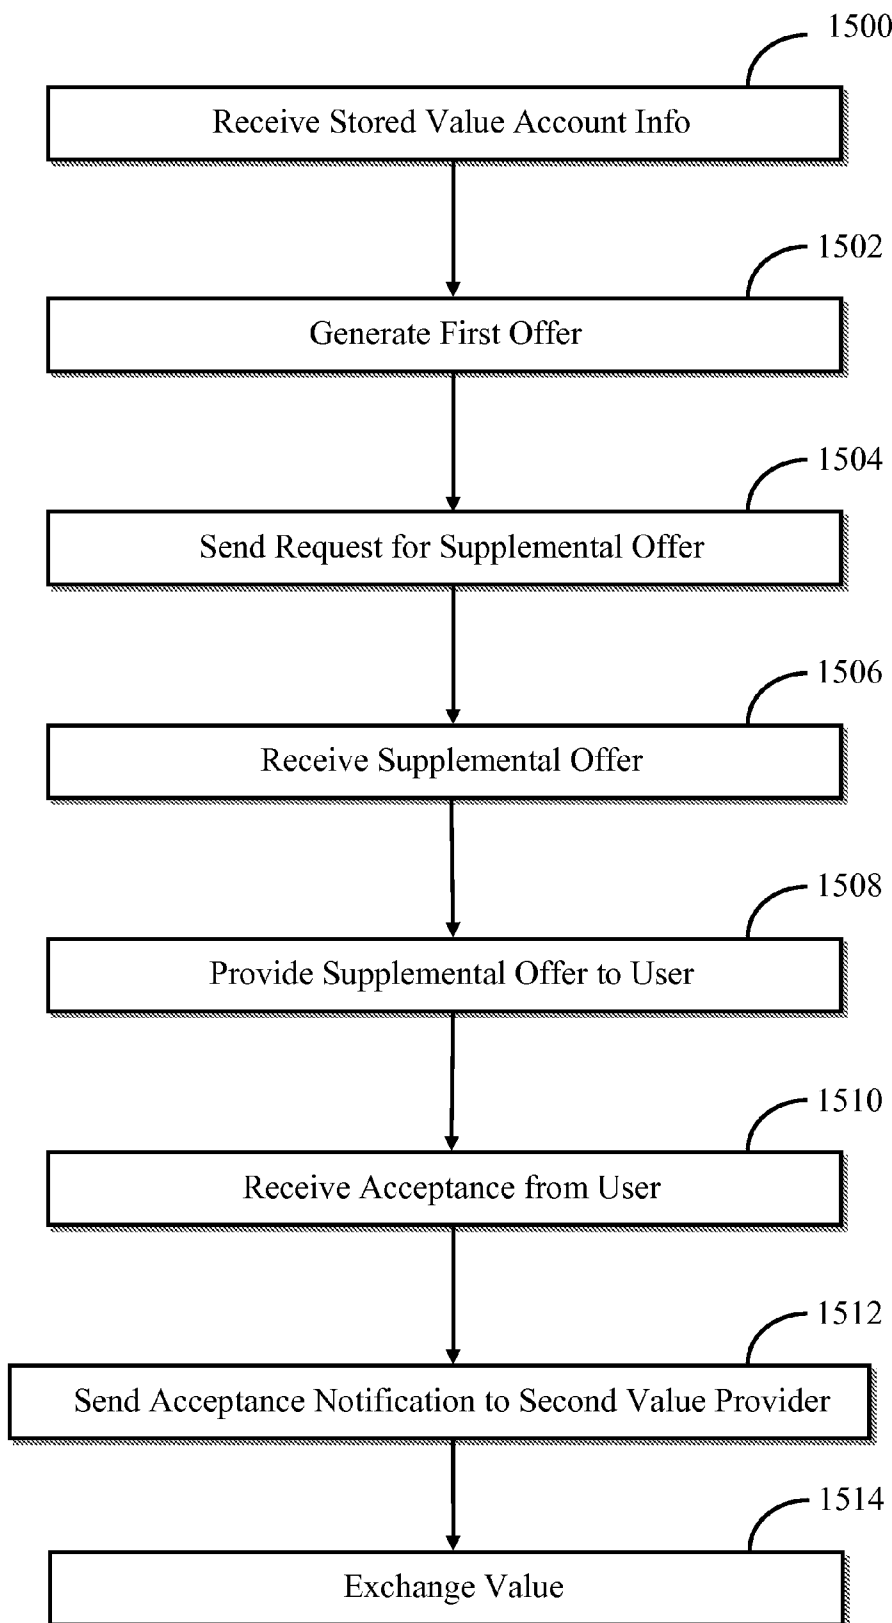 1500
Receive Stored Value Account Info
1502
Generate First Offer
1504
Send Request for Supplemental Offer
1506
Receive Supplemental Offer
1508
Provide Supplemental Offer to User
1510
Receive Acceptance from User
1512
Send Acceptance Notification to Second Value Provider
1514
Exchange Value